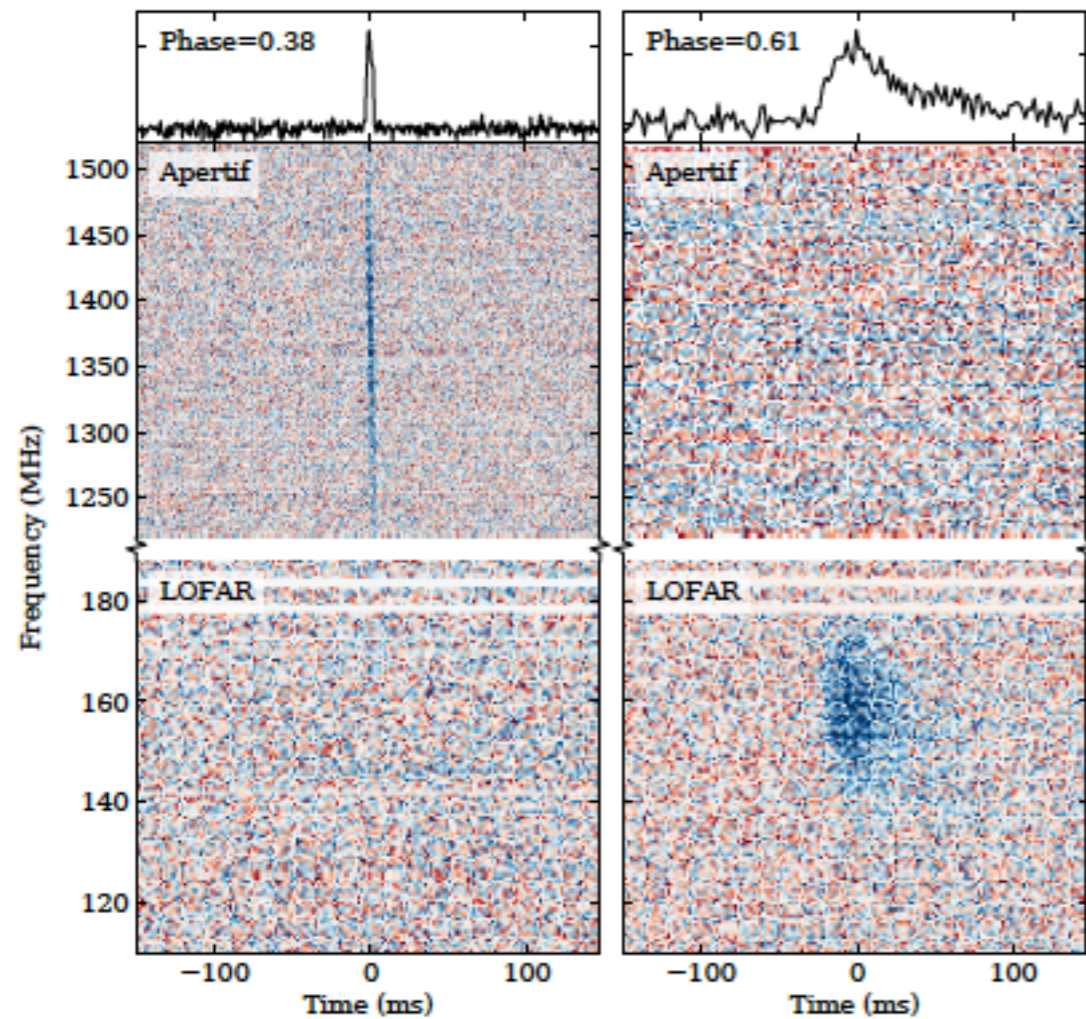 Phase=0.38
Phase=0.61
Apertif
Apertif
1500
1450
1400
1350
1300
1250
Frequency (MHz)
LOFAR
LOFAR
180
160
140
120
−100 0 100
−100 0 100
Time (ms)
Time (ms)